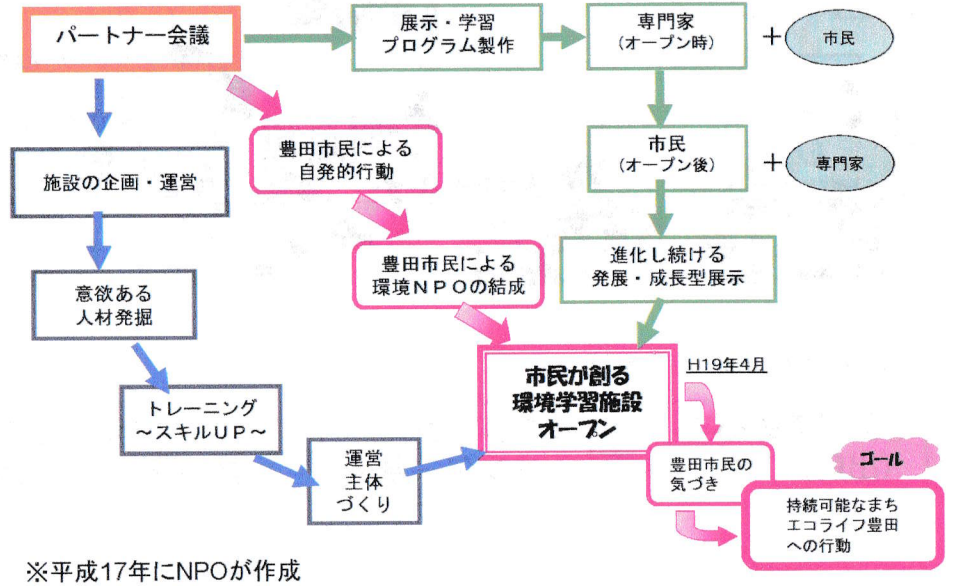 パートナー会議
展示・学習
プログラム製作
専門家
(オープン時)
+
市民
豊田市民による
自発的行動
市民
(オープン後)
+
専門家
施設の企画・運営
豊田市民による
環境NPOの結成
進化し続ける
発展・成長型展示
意欲ある
人材発掘
市民が創る
環境学習施設
オープン
H19年4月
トレーニング
～スキルUP～
運営
主体
づくり
豊田市民の
気づき
ゴール
持続可能なまち
エコライフ豊田
への行動
※平成17年にNPOが作成